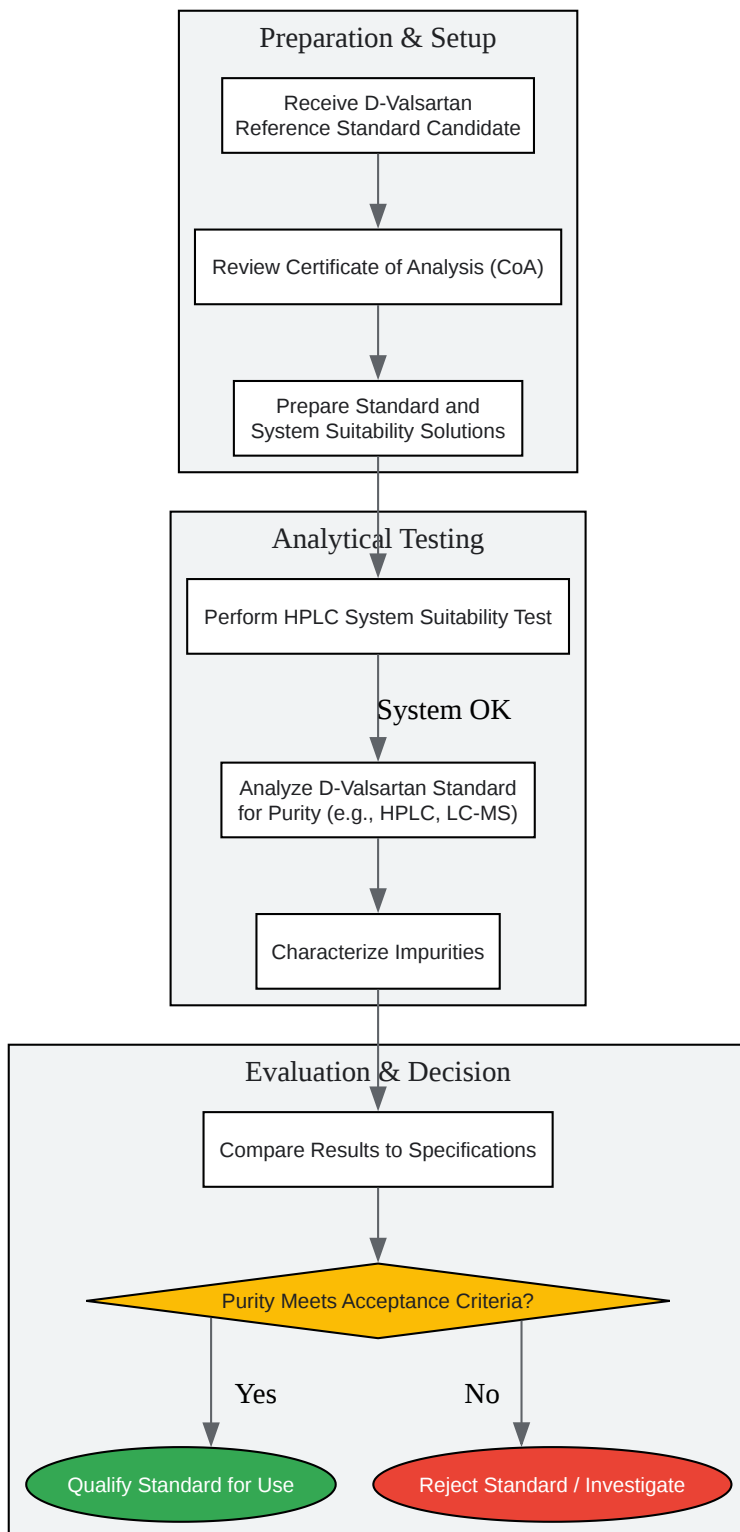 Preparation & Setup
Receive D-Valsartan
Reference Standard Candidate
Review Certificate of Analysis (CoA)
Prepare Standard and
System Suitability Solutions
Analytical Testing
Perform HPLC System Suitability Test
System OK
Analyze D-Valsartan Standard
for Purity (e.g., HPLC, LC-MS)
Characterize Impurities
Evaluation & Decision
Compare Results to Specifications
Purity Meets Acceptance Criteria?
Yes
No
Qualify Standard for Use
Reject Standard / Investigate